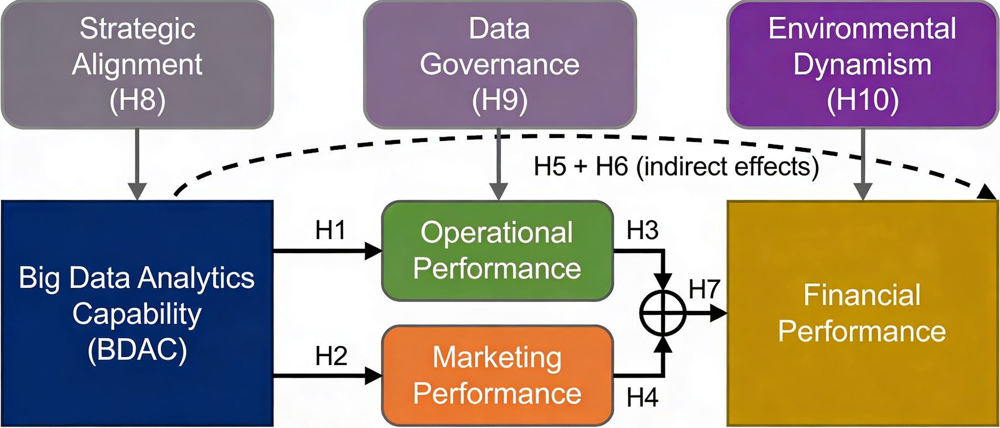 Strategic
Alignment
(H8)
Data
Governance
(H9)
Environmental
Dynamism
(H10)
H5 + H6 (indirect effects)
Big Data Analytics
Capability
(BDAC)
H1
H2
Operational
Performance
Marketing
Performance
H3
H4
H7
Financial
Performance